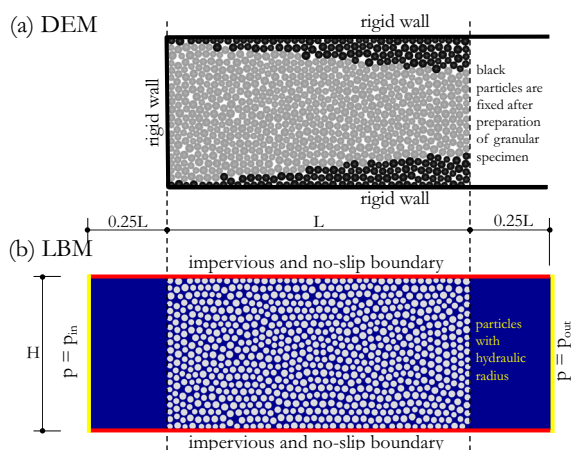 (a) DEM
rigid wall
rigid wall
black
particles are
fixed after
preparation
of granular
specimen
rigid wall
0.25L
L
0.25L
(b) LBM
impervious and no-slip boundary
H
p = pin
particles
with
hydraulic
radius
p = pout
impervious and no-slip boundary